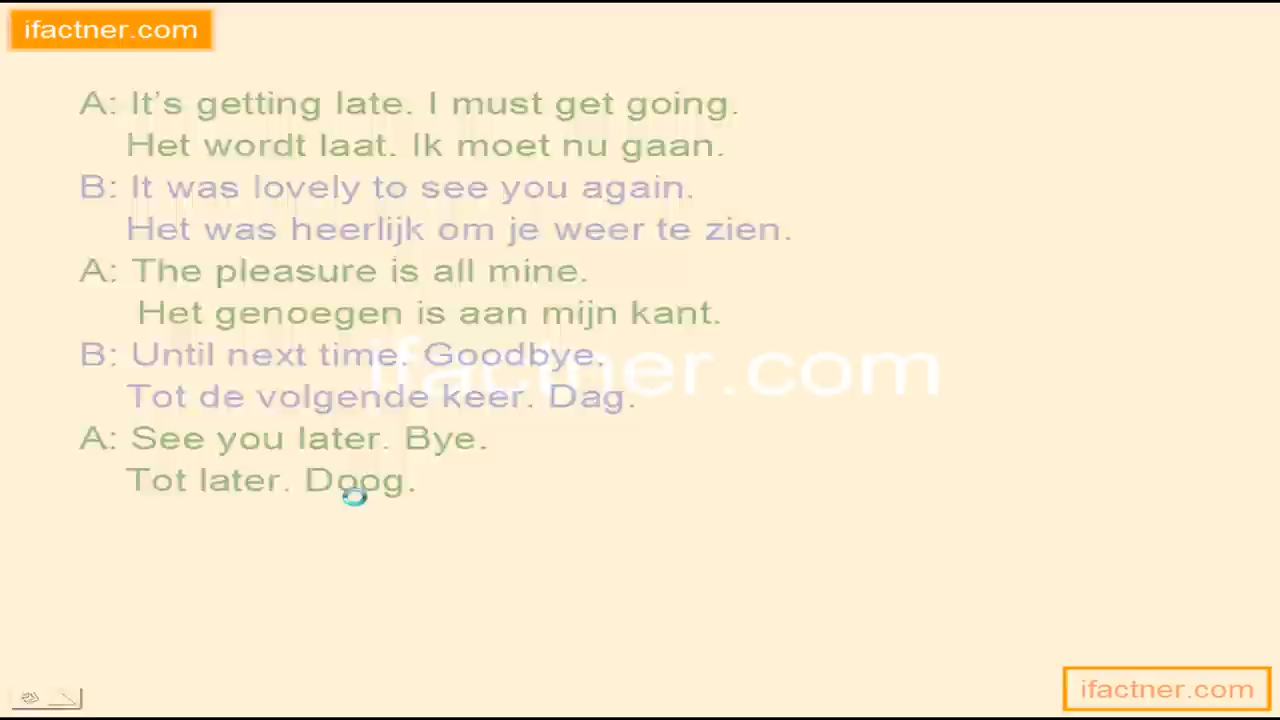 ifactner.com
A: It's getting late. I must get going.
Het wordt laat. Ik moet nu gaan.
B: It was lovely to see you again.
Het was heerlijk om je weer te zien.
A: The pleasure is all mine.
Het genoegen is aan mijn kant.
B: Until next time. Goodbye.
ifactner.com
Tot de volgende keer. Dag.
A: See you later. Bye.
Tot later. Doog.
ifactner.com